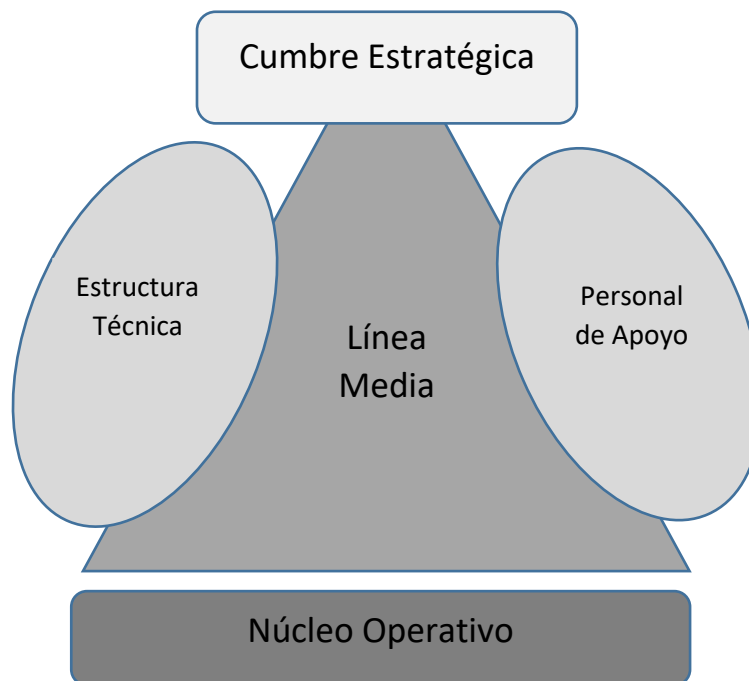 Cumbre Estratégica
Estructura
Técnica
Línea
Media
Personal
de Apoyo
Núcleo Operativo